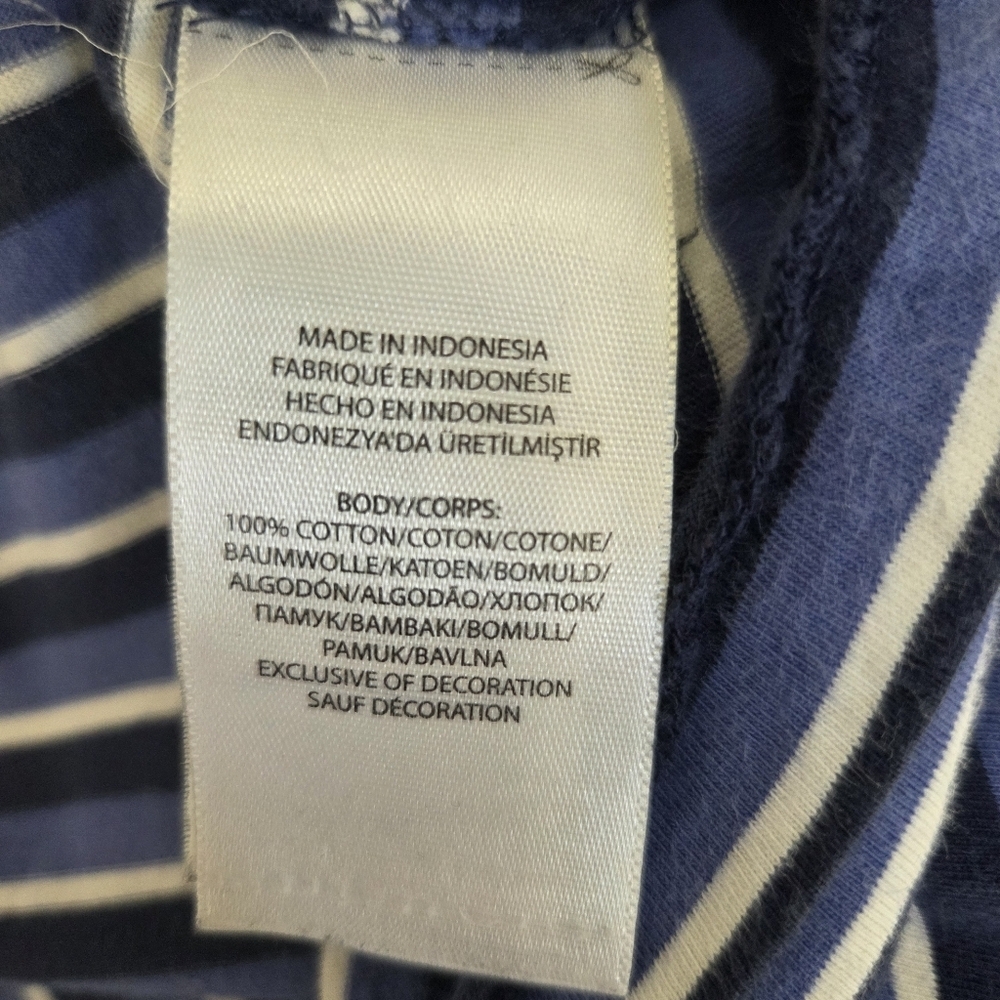 MADE IN INDONESIA
FABRIQUÉ EN INDONÉSIE
HECHO EN INDONESIA
ENDONEZYA'DA ÜRETİLMİŞTİR
BODY/CORPS:
100% COTTON/COTON/COTONE/
BAUMWOLLE/KATOEN/BOMULD/
ALGODÓN/ALGODÃO/ХЛОПОК/
ПАМУК/BAMBAKI/BOMULL/
PAMUK/BAVLNA
EXCLUSIVE OF DECORATION
SAUF DÉCORATION